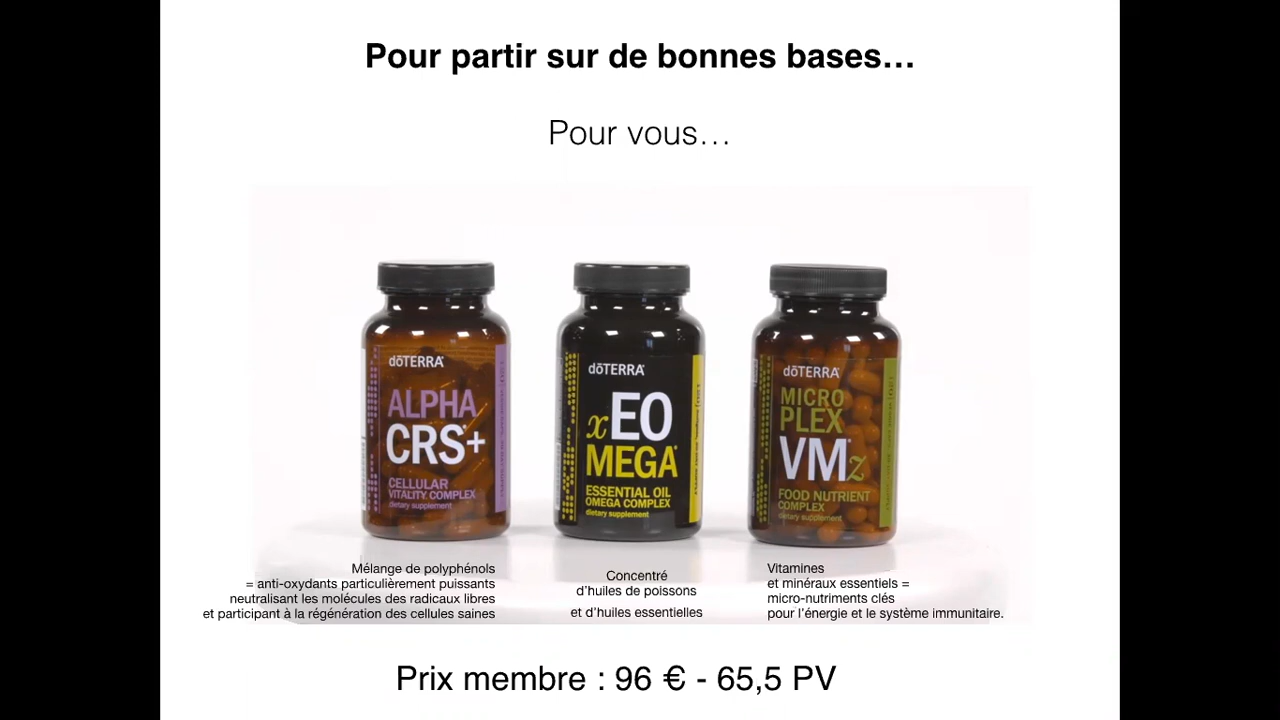 Pour partir sur de bonnes bases…
Pour vous…
dōTERRA
ALPHA
CRS+
CELLULAR
VITALITY COMPLEX
dietary supplement
dōTERRA
xEO
MEGA
ESSENTIAL OIL
OMEGA COMPLEX
dietary supplement
dōTERRA
MICRO
PLEX
VMz
FOOD NUTRIENT
COMPLEX
dietary supplement
Mélange de polyphénols
= anti-oxydants particulièrement puissants
neutralisant les molécules des radicaux libres
et participant à la régénération des cellules saines
Concentré
d’huiles de poissons
et d’huiles essentielles
Vitamines
et minéraux essentiels =
micro-nutriments clés
pour l’énergie et le système immunitaire.
Prix membre : 96 € - 65,5 PV